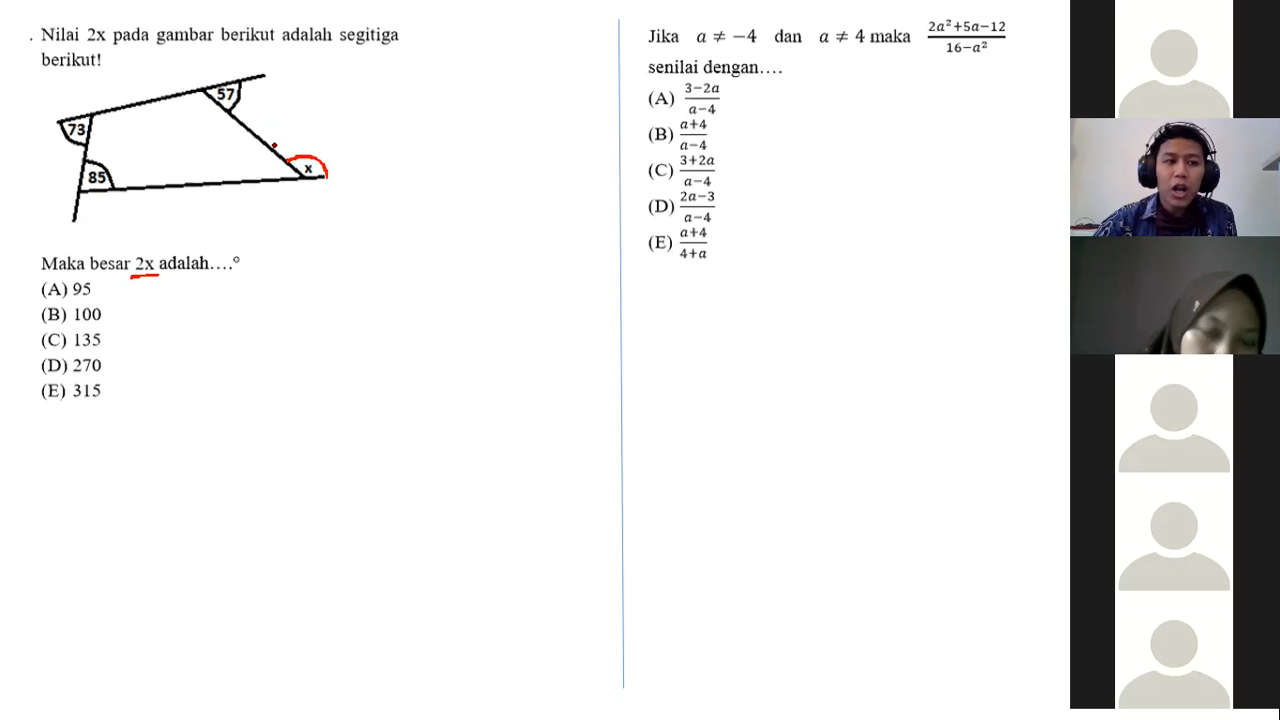 . Nilai 2x pada gambar berikut adalah segitiga
berikut!
57
73
85
x
Maka besar 2x adalah….°
(A) 95
(B) 100
(C) 135
(D) 270
(E) 315
Jika a ≠ −4 dan a ≠ 4 maka (2a²+5a−12)/(16−a²)
senilai dengan….
(A) (3−2a)/(a−4)
(B) (a+4)/(a−4)
(C) (3+2a)/(a−4)
(D) (2a−3)/(a−4)
(E) (a+4)/(4+a)